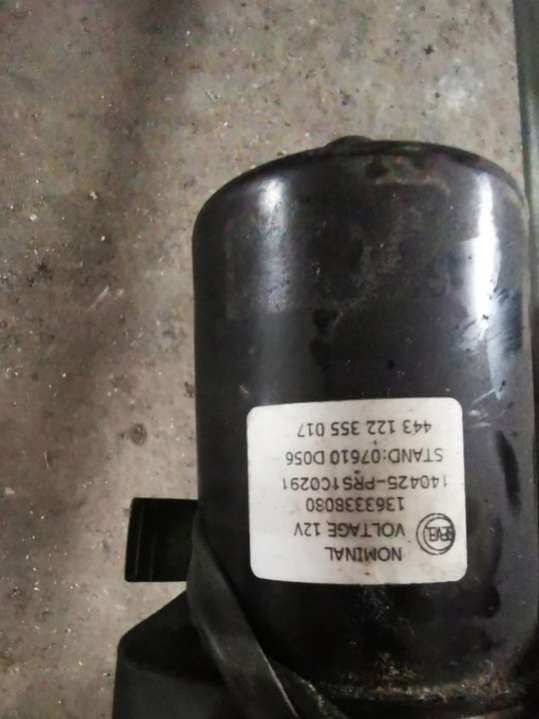 NOMINAL
VOLTAGE 12V
1363338080
140425-PRS1C0291
STAND:07610 D056
443 122 355 017